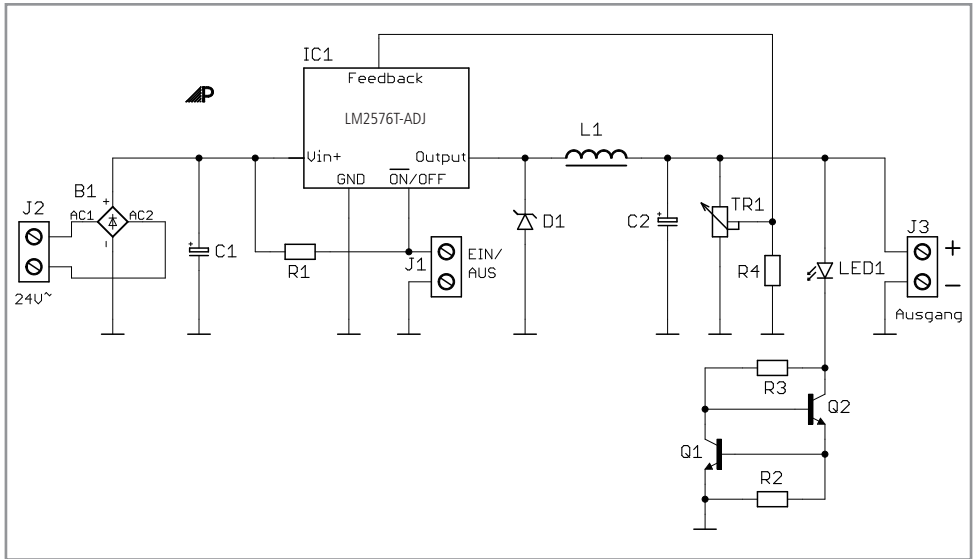 IC1
Feedback
LM2576T-ADJ
Vin+
Output
GND
ON/OFF
L1
J2
B1
+
AC1
AC2
-
24V~
+
C1
R1
J1
EIN/
AUS
D1
+
C2
TR1
R4
LED1
J3
+
−
Ausgang
R3
Q2
Q1
R2
P